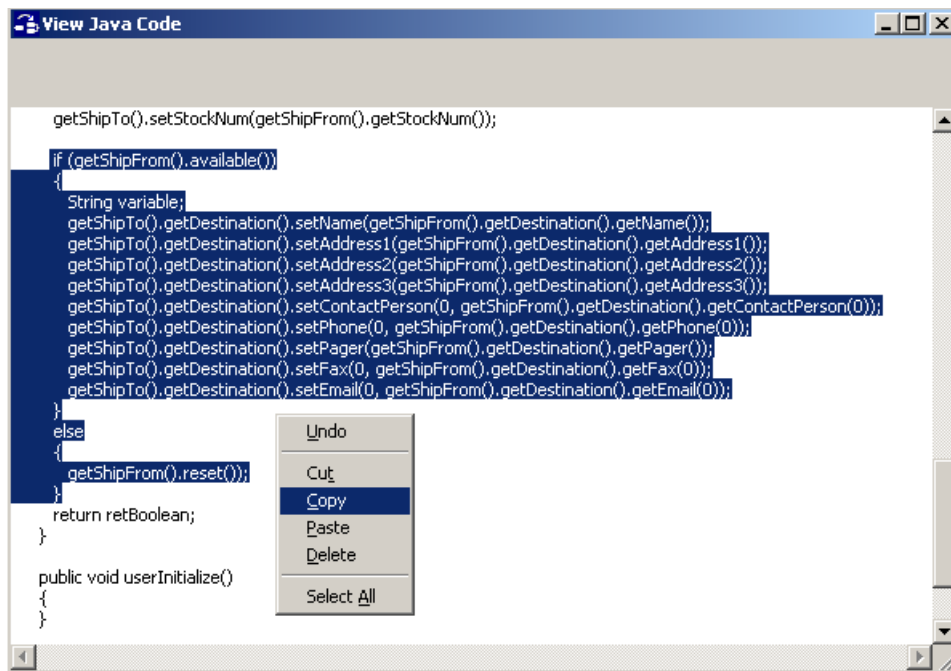 View Java Code
getShipTo().setStockNum(getShipFrom().getStockNum());
if (getShipFrom().available())
{
String variable;
getShipTo().getDestination().setName(getShipFrom().getDestination().getName());
getShipTo().getDestination().setAddress1(getShipFrom().getDestination().getAddress1());
getShipTo().getDestination().setAddress2(getShipFrom().getDestination().getAddress2());
getShipTo().getDestination().setAddress3(getShipFrom().getDestination().getAddress3());
getShipTo().getDestination().setContactPerson(0, getShipFrom().getDestination().getContactPerson(0));
getShipTo().getDestination().setPhone(0, getShipFrom().getDestination().getPhone(0));
getShipTo().getDestination().setPager(getShipFrom().getDestination().getPager());
getShipTo().getDestination().setFax(0, getShipFrom().getDestination().getFax(0));
getShipTo().getDestination().setEmail(0, getShipFrom().getDestination().getEmail(0));
}
else
{
getShipFrom().reset());
}
return retBoolean;
}
public void userInitialize()
{
}
Undo
Cut
Copy
Paste
Delete
Select All